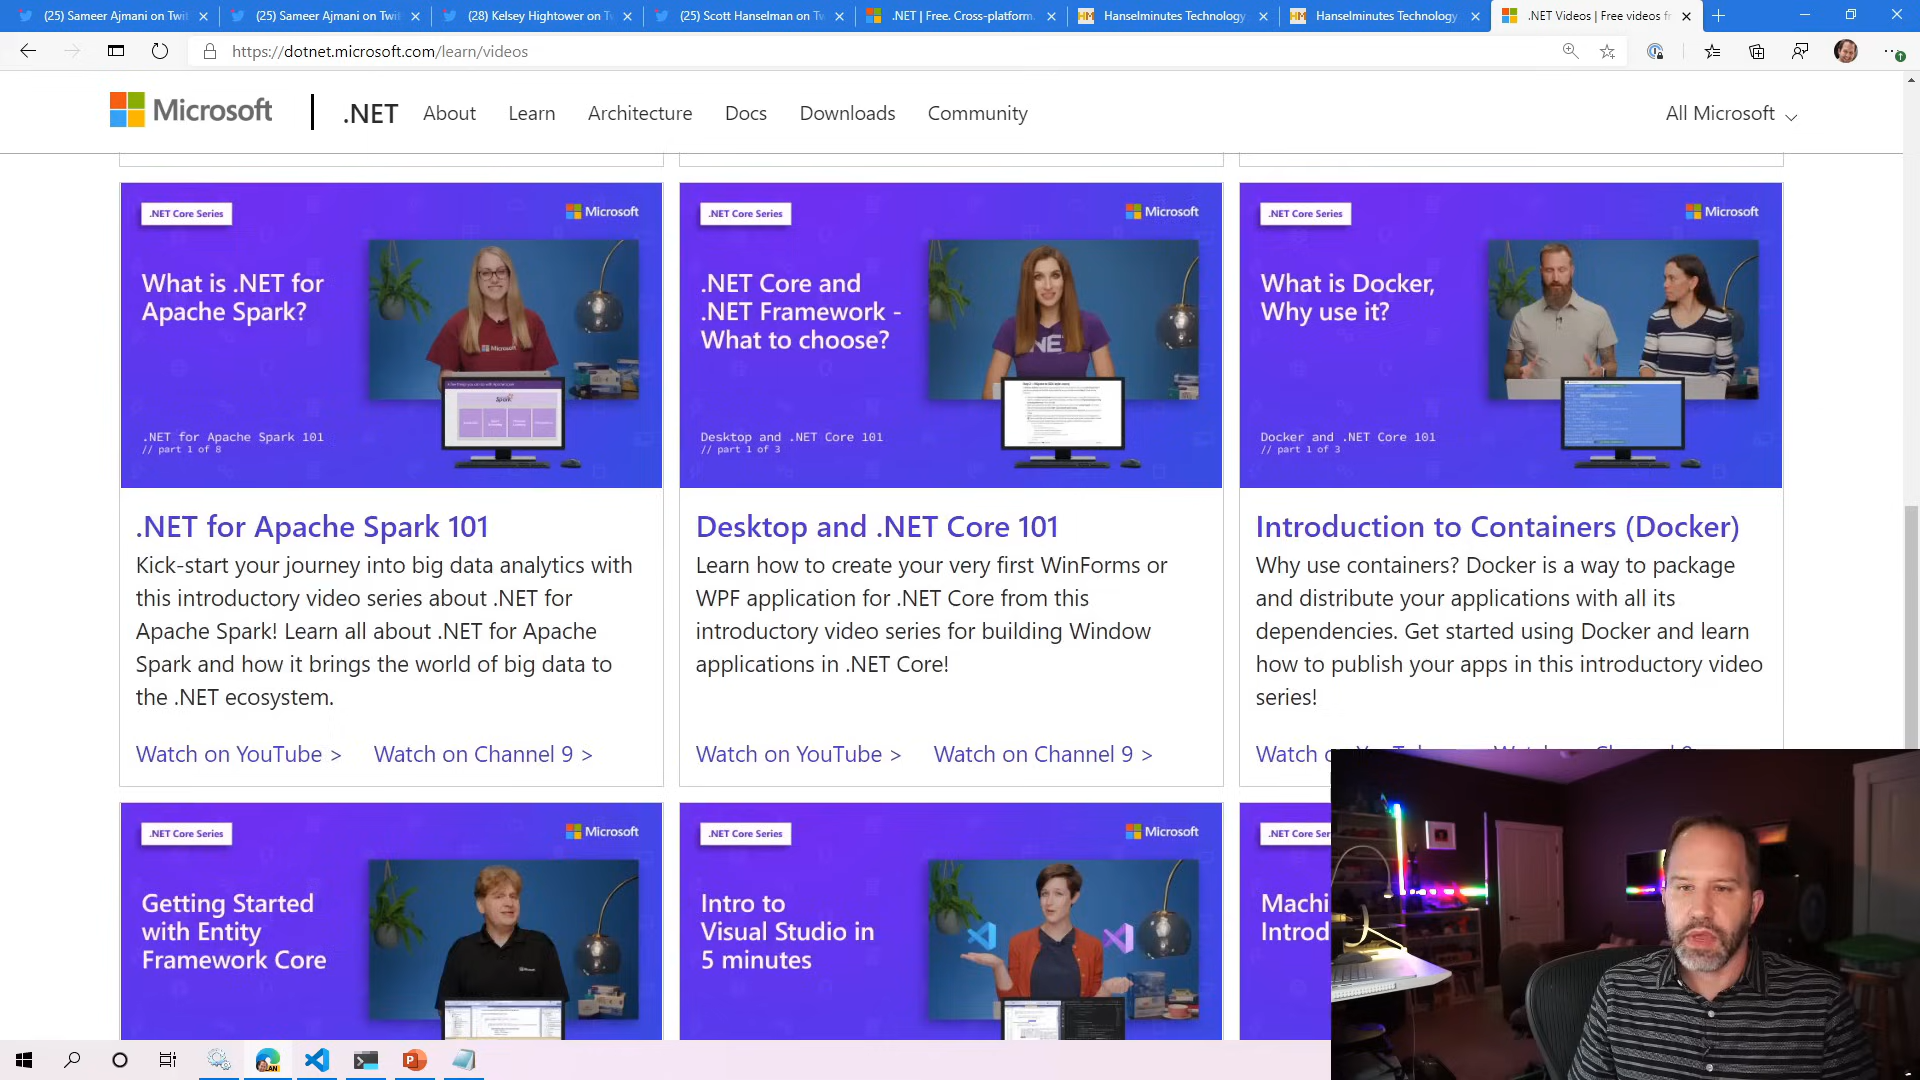 (25) Sameer Ajmani on Twit
(25) Sameer Ajmani on Twit
(28) Kelsey Hightower on T
(25) Scott Hanselman on Tw
.NET | Free. Cross-platform.
Hanselminutes Technology
Hanselminutes Technology
.NET Videos | Free videos f
https://dotnet.microsoft.com/learn/videos
Microsoft
.NET About Learn Architecture Docs Downloads Community
All Microsoft
.NET Core Series
Microsoft
What is .NET for
Apache Spark?
.NET for Apache Spark 101
// part 1 of 8
.NET Core Series
Microsoft
.NET Core and
.NET Framework -
What to choose?
Desktop and .NET Core 101
// part 1 of 3
.NET Core Series
Microsoft
What is Docker,
Why use it?
Docker and .NET Core 101
// part 1 of 3
.NET for Apache Spark 101
Kick-start your journey into big data analytics with
this introductory video series about .NET for
Apache Spark! Learn all about .NET for Apache
Spark and how it brings the world of big data to
the .NET ecosystem.
Watch on YouTube > Watch on Channel 9 >
Desktop and .NET Core 101
Learn how to create your very first WinForms or
WPF application for .NET Core from this
introductory video series for building Window
applications in .NET Core!
Watch on YouTube > Watch on Channel 9 >
Introduction to Containers (Docker)
Why use containers? Docker is a way to package
and distribute your applications with all its
dependencies. Get started using Docker and learn
how to publish your apps in this introductory video
series!
Watch
.NET Core Series
Microsoft
Getting Started
with Entity
Framework Core
.NET Core Series
Microsoft
Intro to
Visual Studio in
5 minutes
.NET Core Ser
Machi
Introd